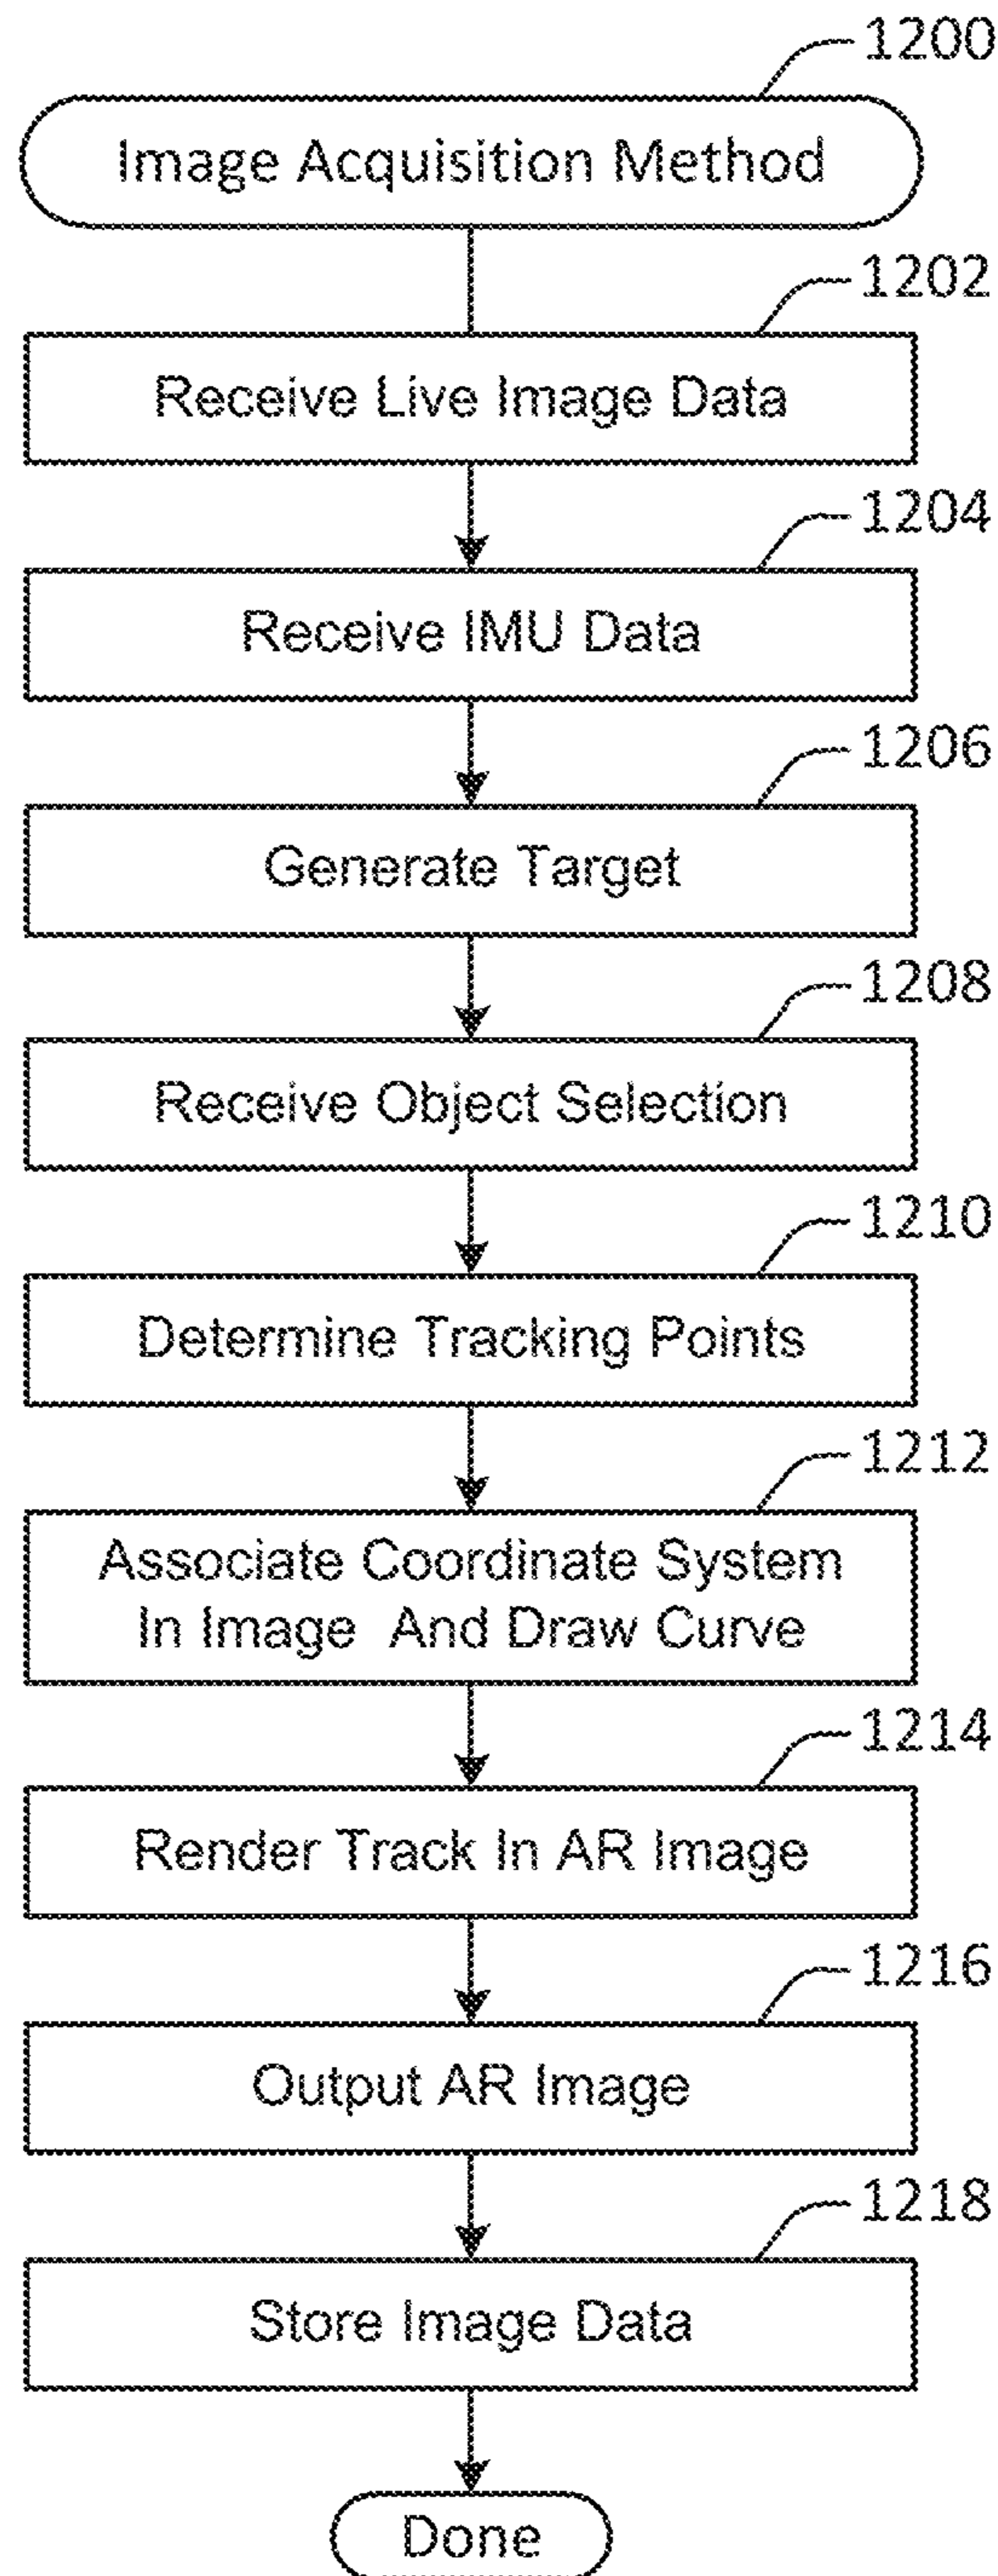 1200
Image Acquisition Method
1202
Receive Live Image Data
1204
Receive IMU Data
1206
Generate Target
1208
Receive Object Selection
1210
Determine Tracking Points
1212
Associate Coordinate System
In Image And Draw Curve
1214
Render Track In AR Image
1216
Output AR Image
1218
Store Image Data
Done